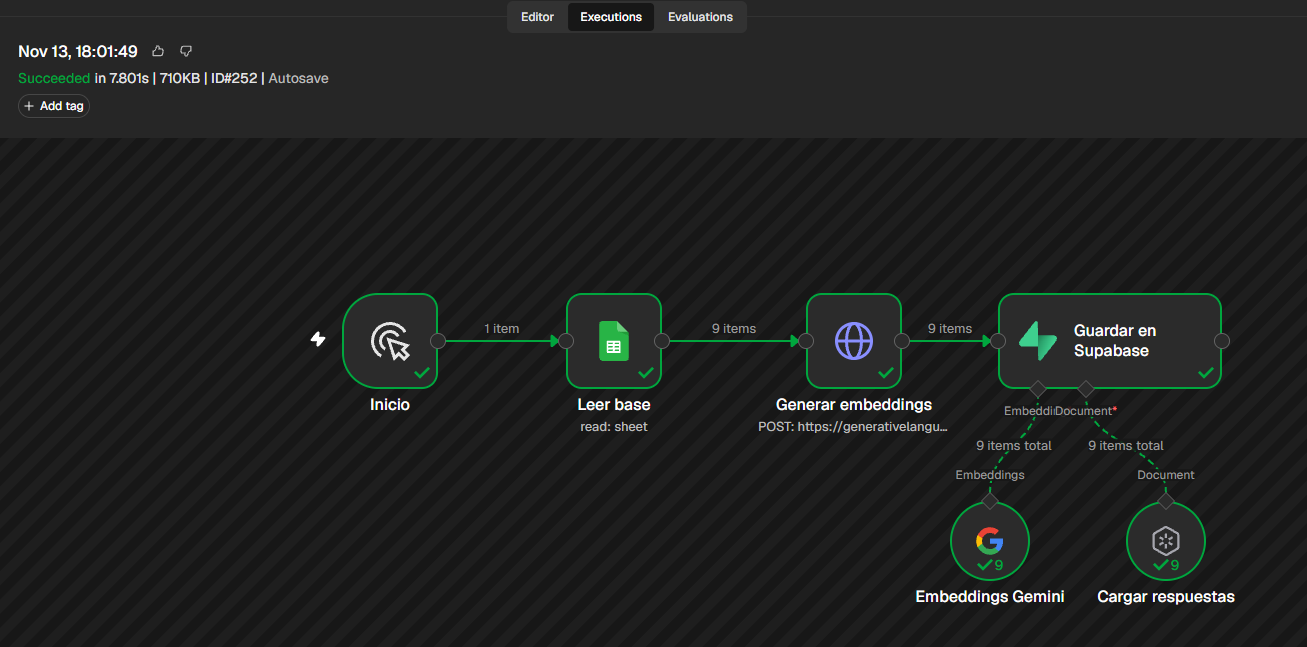 Editor Executions Evaluations
Nov 13, 18:01:49
Succeeded in 7.801s | 710KB | ID#252 | Autosave
+ Add tag
1 item
9 items
9 items
Guardar en
Supabase
Inicio
Leer base
read: sheet
Generar embeddings
POST: https://generativelangu...
Embeddi
Document*
9 items total
9 items total
Embeddings
Document
9
9
Embeddings Gemini
Cargar respuestas